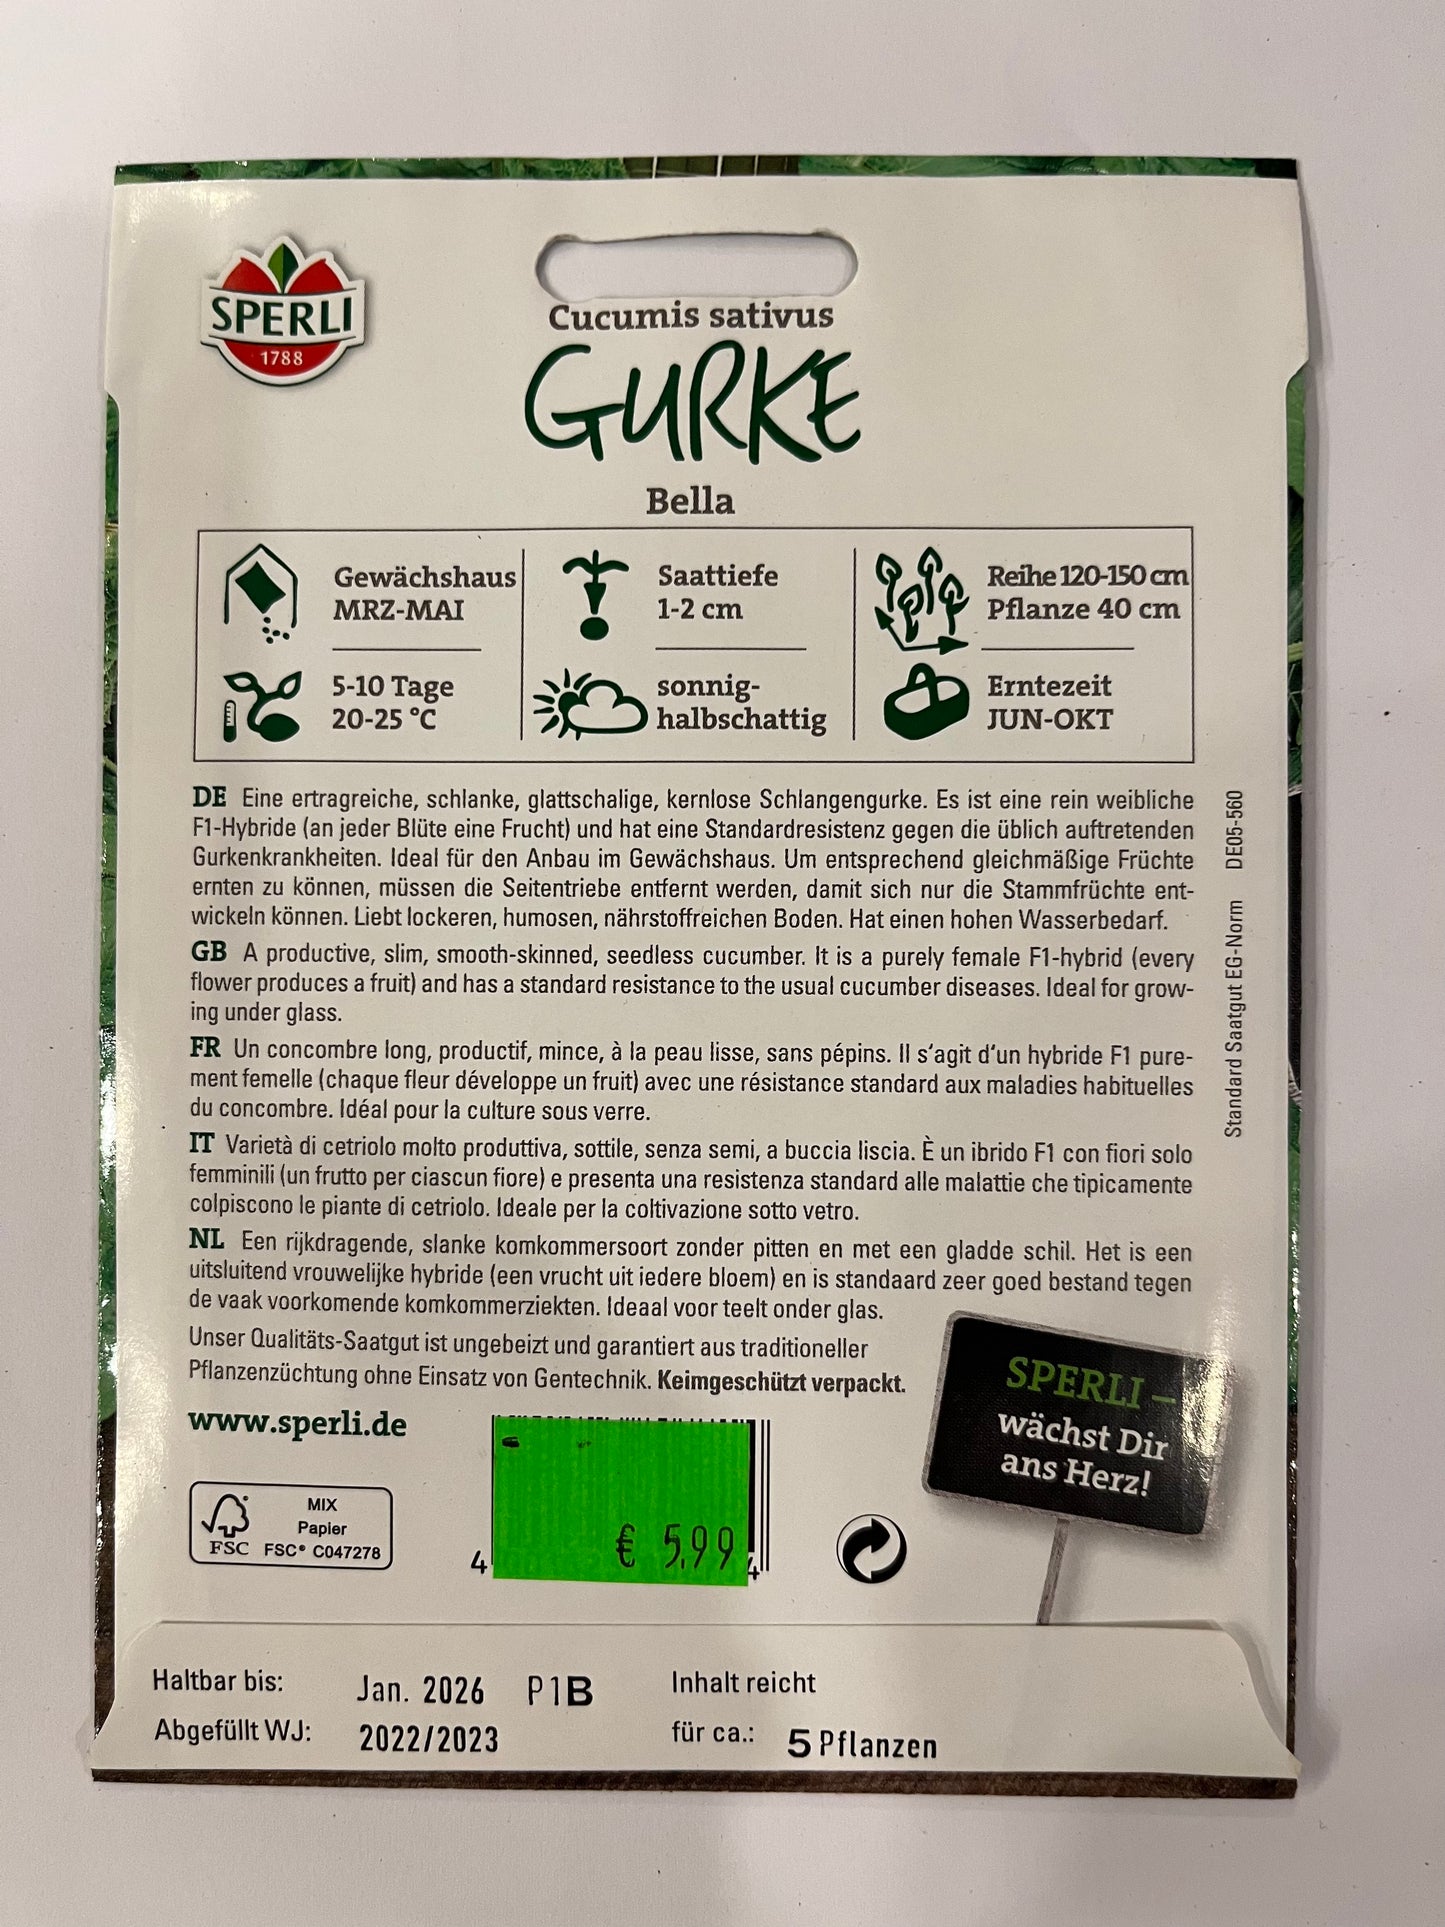 SPERLI
1788
Cucumis sativus
GURKE
Bella
Gewächshaus
MRZ-MAI
Saattiefe
1-2 cm
Reihe 120-150 cm
Pflanze 40 cm
5-10 Tage
20-25 °C
sonnig-
halbschattig
Erntezeit
JUN-OKT
DE Eine ertragreiche, schlanke, glattschalige, kernlose Schlangengurke. Es ist eine rein weibliche
F1-Hybride (an jeder Blüte eine Frucht) und hat eine Standardresistenz gegen die üblich auftretenden
Gurkenkrankheiten. Ideal für den Anbau im Gewächshaus. Um entsprechend gleichmäßige Früchte
ernten zu können, müssen die Seitentriebe entfernt werden, damit sich nur die Stammfrüchte ent-
wickeln können. Liebt lockeren, humosen, nährstoffreichen Boden. Hat einen hohen Wasserbedarf.
GB A productive, slim, smooth-skinned, seedless cucumber. It is a purely female F1-hybrid (every
flower produces a fruit) and has a standard resistance to the usual cucumber diseases. Ideal for grow-
ing under glass.
FR Un concombre long, productif, mince, à la peau lisse, sans pépins. Il s'agit d'un hybride F1 pure-
ment femelle (chaque fleur développe un fruit) avec une résistance standard aux maladies habituelles
du concombre. Idéal pour la culture sous verre.
IT Varietà di cetriolo molto produttiva, sottile, senza semi, a buccia liscia. È un ibrido F1 con fiori solo
femminili (un frutto per ciascun fiore) e presenta una resistenza standard alle malattie che tipicamente
colpiscono le piante di cetriolo. Ideale per la coltivazione sotto vetro.
NL Een rijkdragende, slanke komkommersoort zonder pitten en met een gladde schil. Het is een
uitsluitend vrouwelijke hybride (een vrucht uit iedere bloem) en is standaard zeer goed bestand tegen
de vaak voorkomende komkommerziekten. Ideaal voor teelt onder glas.
Unser Qualitäts-Saatgut ist ungebeizt und garantiert aus traditioneller
Pflanzenzüchtung ohne Einsatz von Gentechnik. Keimgeschützt verpackt.
Standard Saatgut EG-Norm DE05-560
www.sperli.de
SPERLI –
wächst Dir
ans Herz!
MIX
Papier
FSC FSC® C047278
€ 5,99
4
4
Haltbar bis: Jan. 2026 P1B
Abgefüllt WJ: 2022/2023
Inhalt reicht
für ca.: 5 Pflanzen